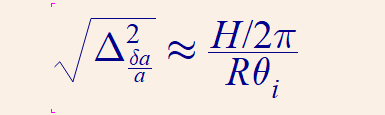 √Δ²_{δa/a} ≈ (H/2π)/(Rθ_i)